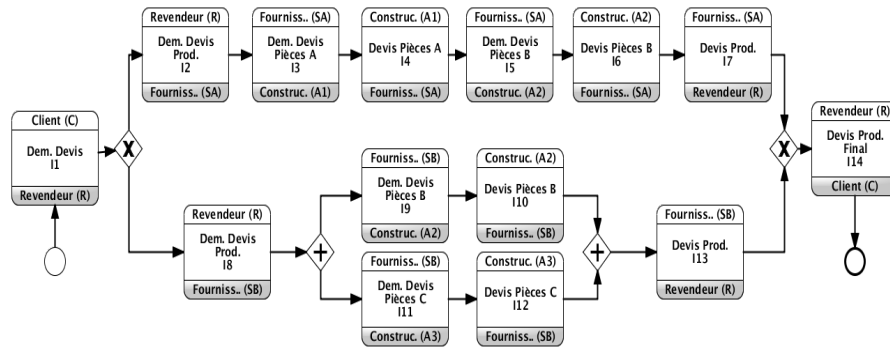 Revendeur (R)
Dem. Devis
Prod.
I2
Fourniss.. (SA)
Fourniss.. (SA)
Dem. Devis
Pièces A
I3
Construc. (A1)
Construc. (A1)
Devis Pièces A
I4
Fourniss.. (SA)
Fourniss.. (SA)
Dem. Devis
Pièces B
I5
Construc. (A2)
Construc. (A2)
Devis Pièces B
I6
Fourniss.. (SA)
Fourniss.. (SA)
Devis Prod.
I7
Revendeur (R)
Client (C)
Dem. Devis
I1
Revendeur (R)
X
Revendeur (R)
Dem. Devis
Prod.
I8
Fourniss.. (SB)
+
Fourniss.. (SB)
Dem. Devis
Pièces B
I9
Construc. (A2)
Construc. (A2)
Devis Pièces B
I10
Fourniss.. (SB)
Fourniss.. (SB)
Dem. Devis
Pièces C
I11
Construc. (A3)
Construc. (A3)
Devis Pièces C
I12
Fourniss.. (SB)
+
Fourniss.. (SB)
Devis Prod.
I13
Revendeur (R)
X
Revendeur (R)
Devis Prod.
Final
I14
Client (C)